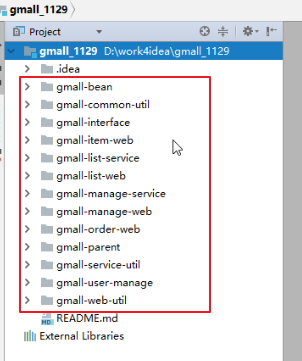 gmall_1129
Project
gmall_1129 D:\work4idea\gmall_1129
.idea
gmall-bean
gmall-common-util
gmall-interface
gmall-item-web
gmall-list-service
gmall-list-web
gmall-manage-service
gmall-manage-web
gmall-order-web
gmall-parent
gmall-service-util
gmall-user-manage
gmall-web-util
README.md
External Libraries